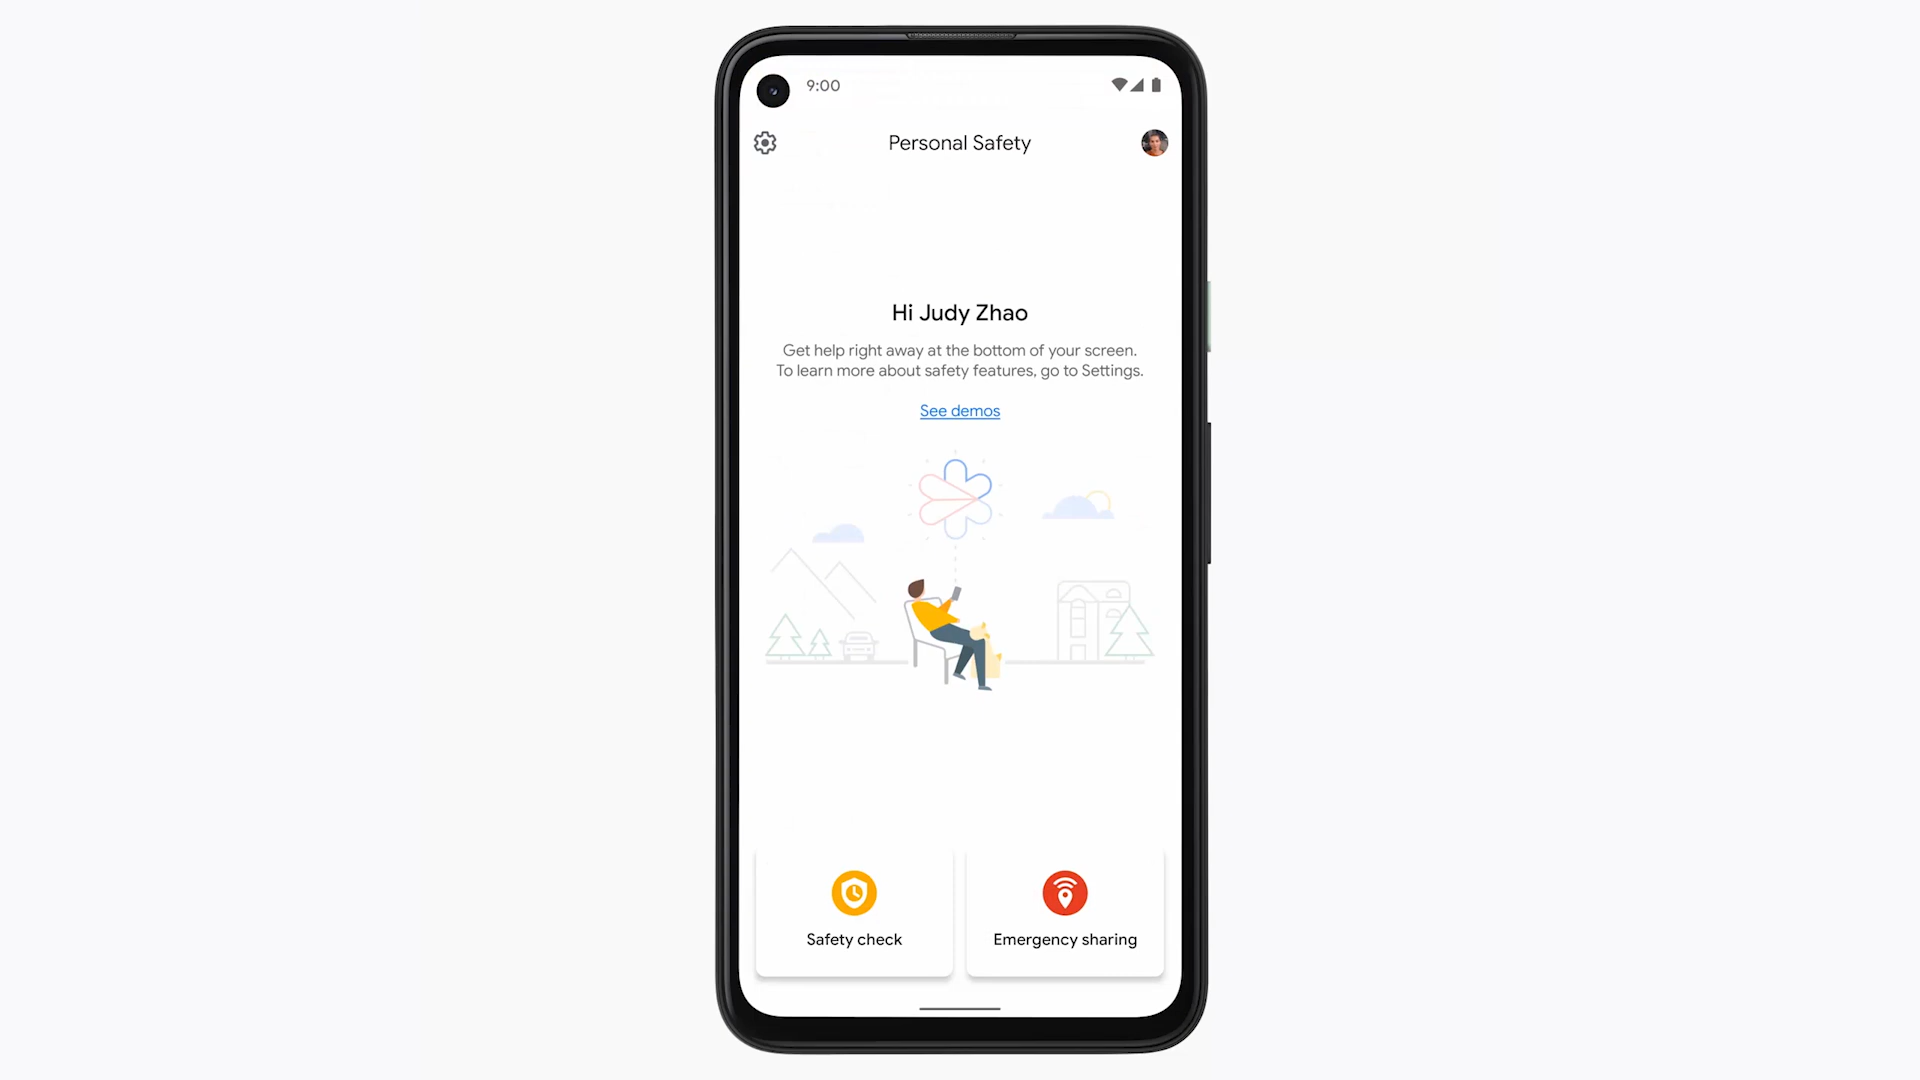 9:00
Personal Safety
Hi Judy Zhao
Get help right away at the bottom of your screen.
To learn more about safety features, go to Settings.
See demos
Safety check
Emergency sharing